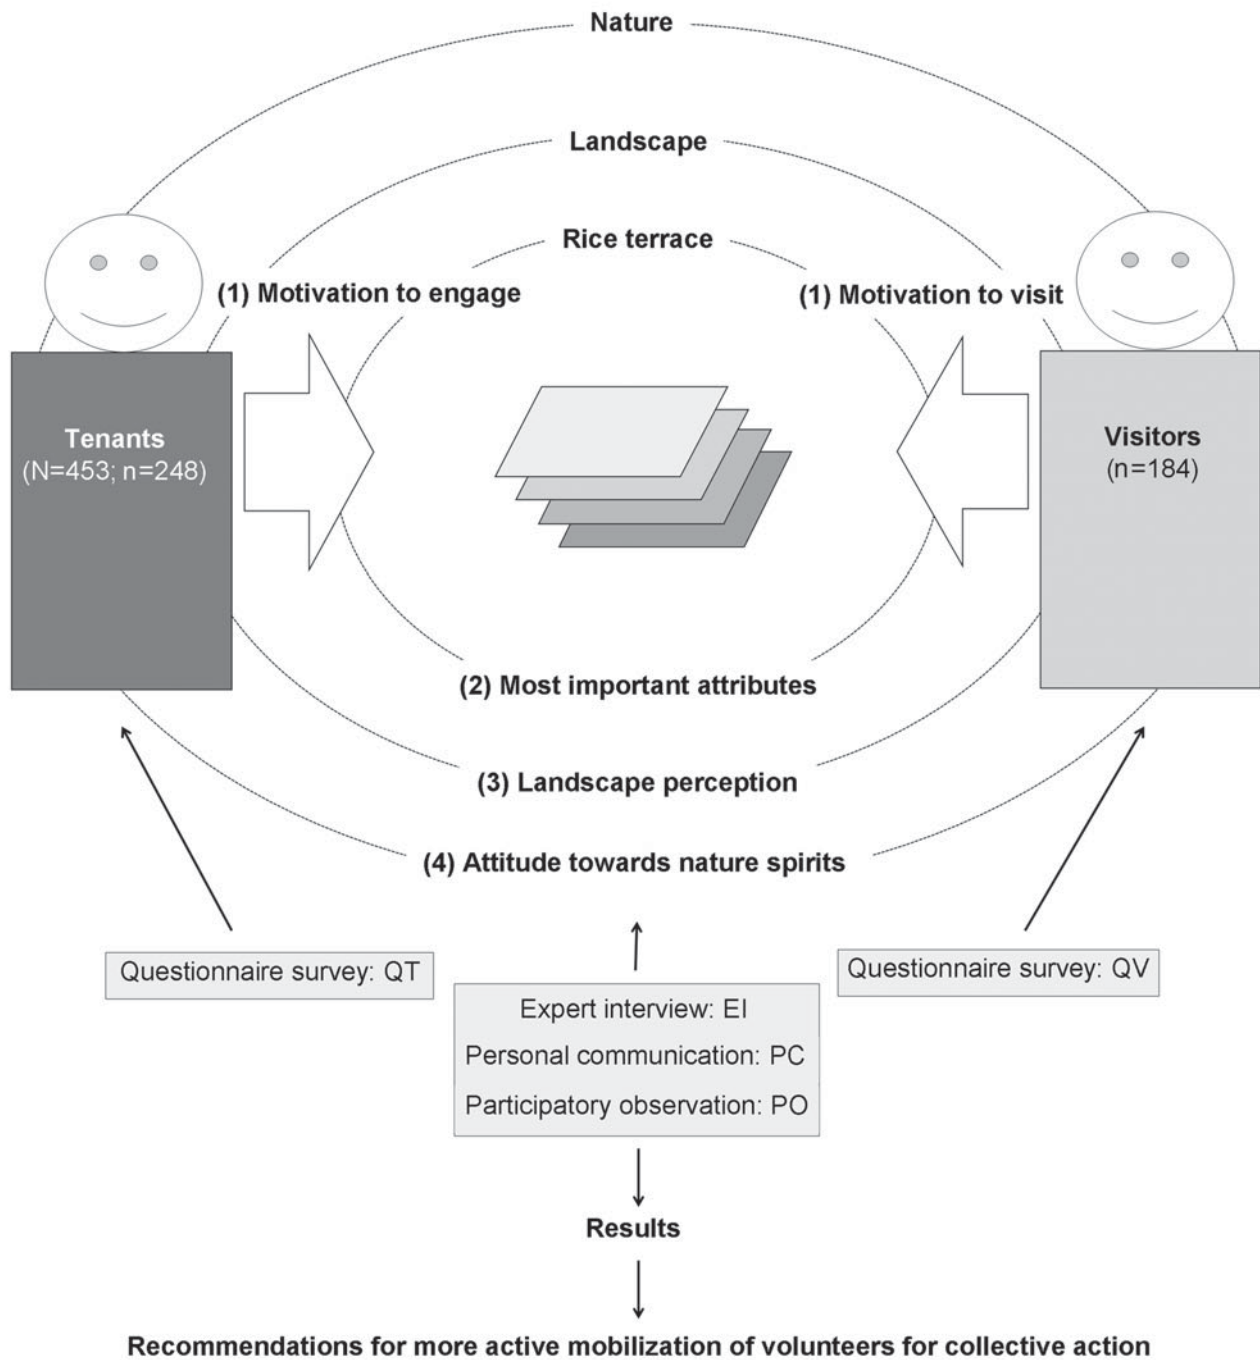 Nature
Landscape
Rice terrace
(1) Motivation to engage
(1) Motivation to visit
Tenants
(N=453; n=248)
Visitors
(n=184)
(2) Most important attributes
(3) Landscape perception
(4) Attitude towards nature spirits
Questionnaire survey: QT
Questionnaire survey: QV
Expert interview: EI
Personal communication: PC
Participatory observation: PO
Results
Recommendations for more active mobilization of volunteers for collective action